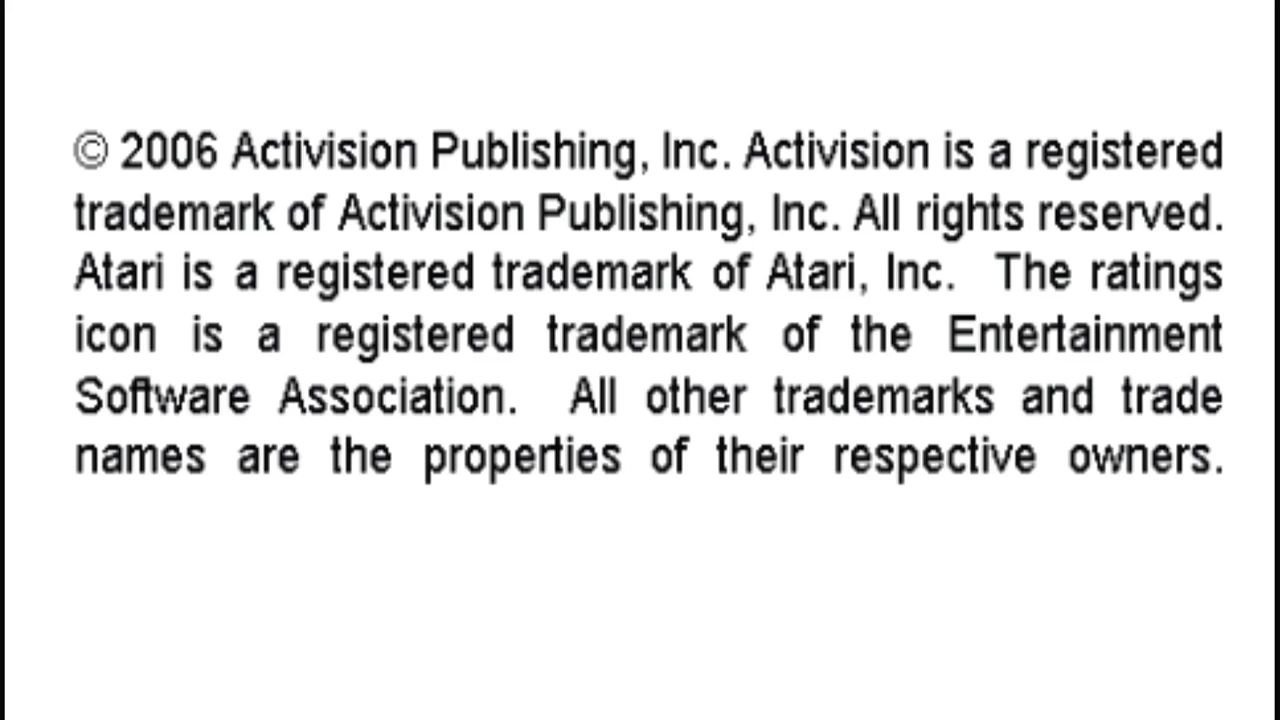 © 2006 Activision Publishing, Inc. Activision is a registered
trademark of Activision Publishing, Inc. All rights reserved.
Atari is a registered trademark of Atari, Inc.  The ratings
icon is a registered trademark of the Entertainment
Software Association.  All other trademarks and trade
names are the properties of their respective owners.